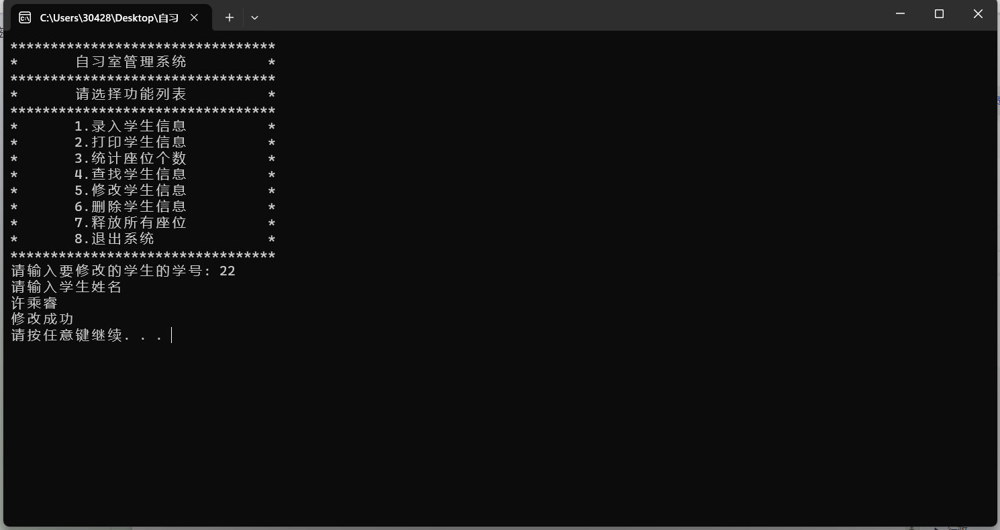 C:\Users\30428\Desktop\自习
*********************************
* 自习室管理系统 *
*********************************
* 请选择功能列表 *
*********************************
* 1.录入学生信息 *
* 2.打印学生信息 *
* 3.统计座位个数 *
* 4.查找学生信息 *
* 5.修改学生信息 *
* 6.删除学生信息 *
* 7.释放所有座位 *
* 8.退出系统 *
*********************************
请输入要修改的学生的学号: 22
请输入学生姓名
许乘睿
修改成功
请按任意键继续. . .